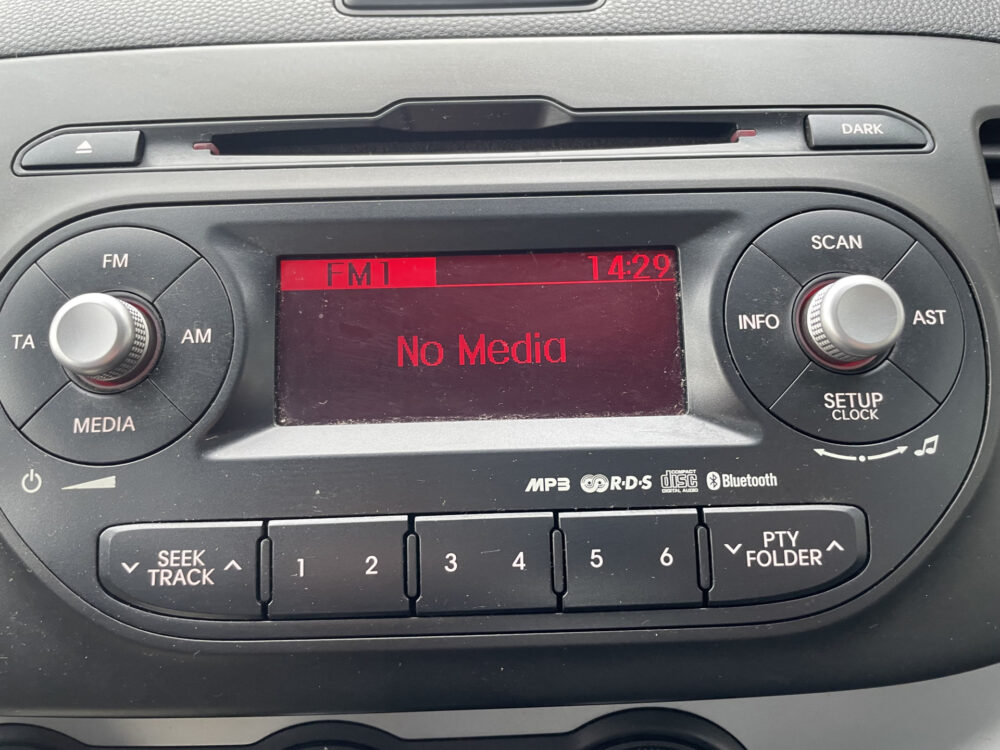 DARK
FM
TA
AM
MEDIA
FM1 14:29
No Media
SCAN
INFO
AST
SETUP
CLOCK
MP3 R·D·S COMPACT disc DIGITAL AUDIO Bluetooth
SEEK
TRACK
1 2 3 4 5 6
PTY
FOLDER